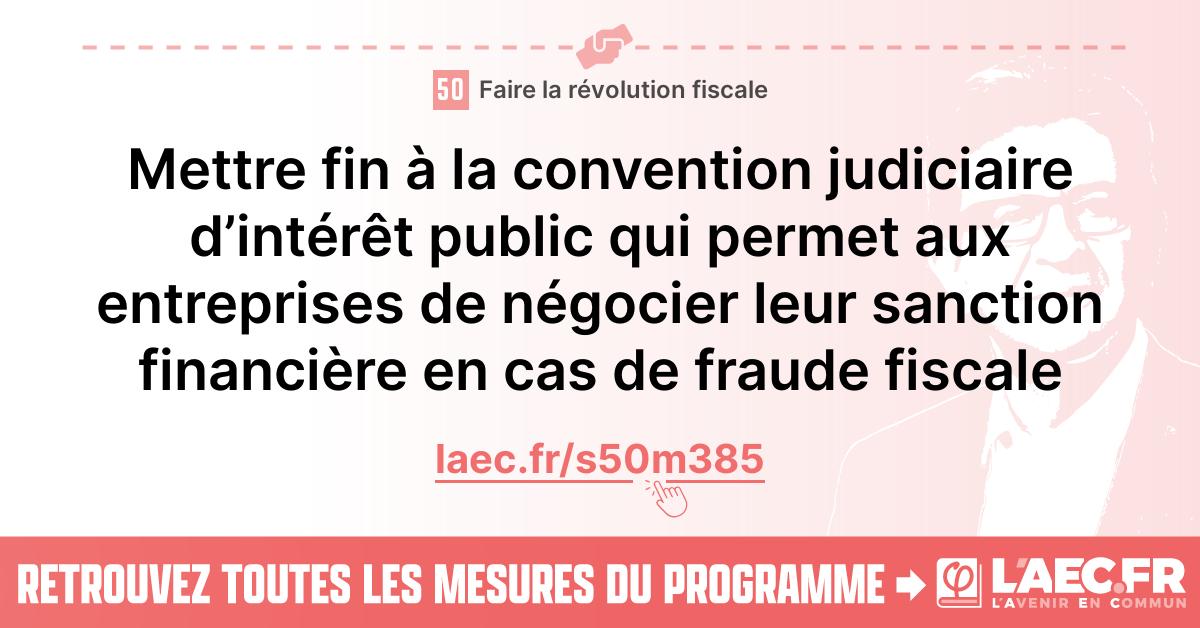 50 Faire la révolution fiscale
Mettre fin à la convention judiciaire
d’intérêt public qui permet aux
entreprises de négocier leur sanction
financière en cas de fraude fiscale
laec.fr/s50m385
RETROUVEZ TOUTES LES MESURES DU PROGRAMME
φ L'AEC.FR
L'AVENIR EN COMMUN